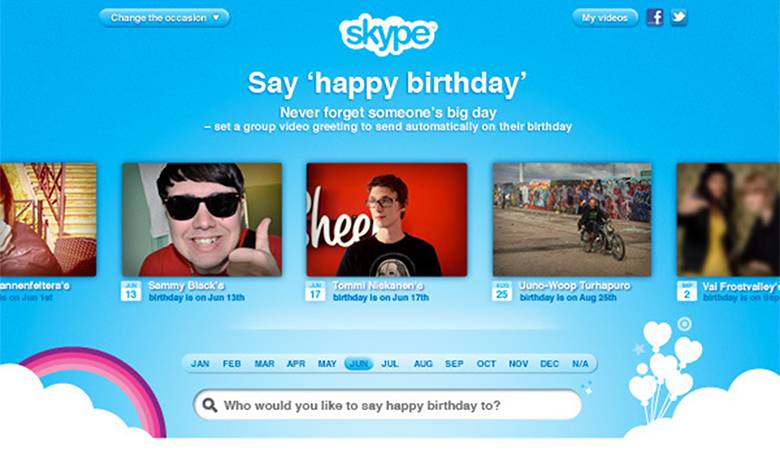 Change the occasion
My videos
skype
Say ‘happy birthday’
Never forget someone’s big day
– set a group video greeting to send automatically on their birthday
heer
annenfeltera's
is on Jun 1st
JUN
13
Sammy Black's
birthday is on Jun 13th
JUN
17
Tommi Niskanen's
birthday is on Jun 17th
AUG
25
Uuno-Woop Turhapuro
birthday is on Aug 25th
SEP
2
Vai Frostvalley's
birthday is on Sep
JAN FEB MAR APR MAY JUN JUL AUG SEP OCT NOV DEC N/A
Who would you like to say happy birthday to?